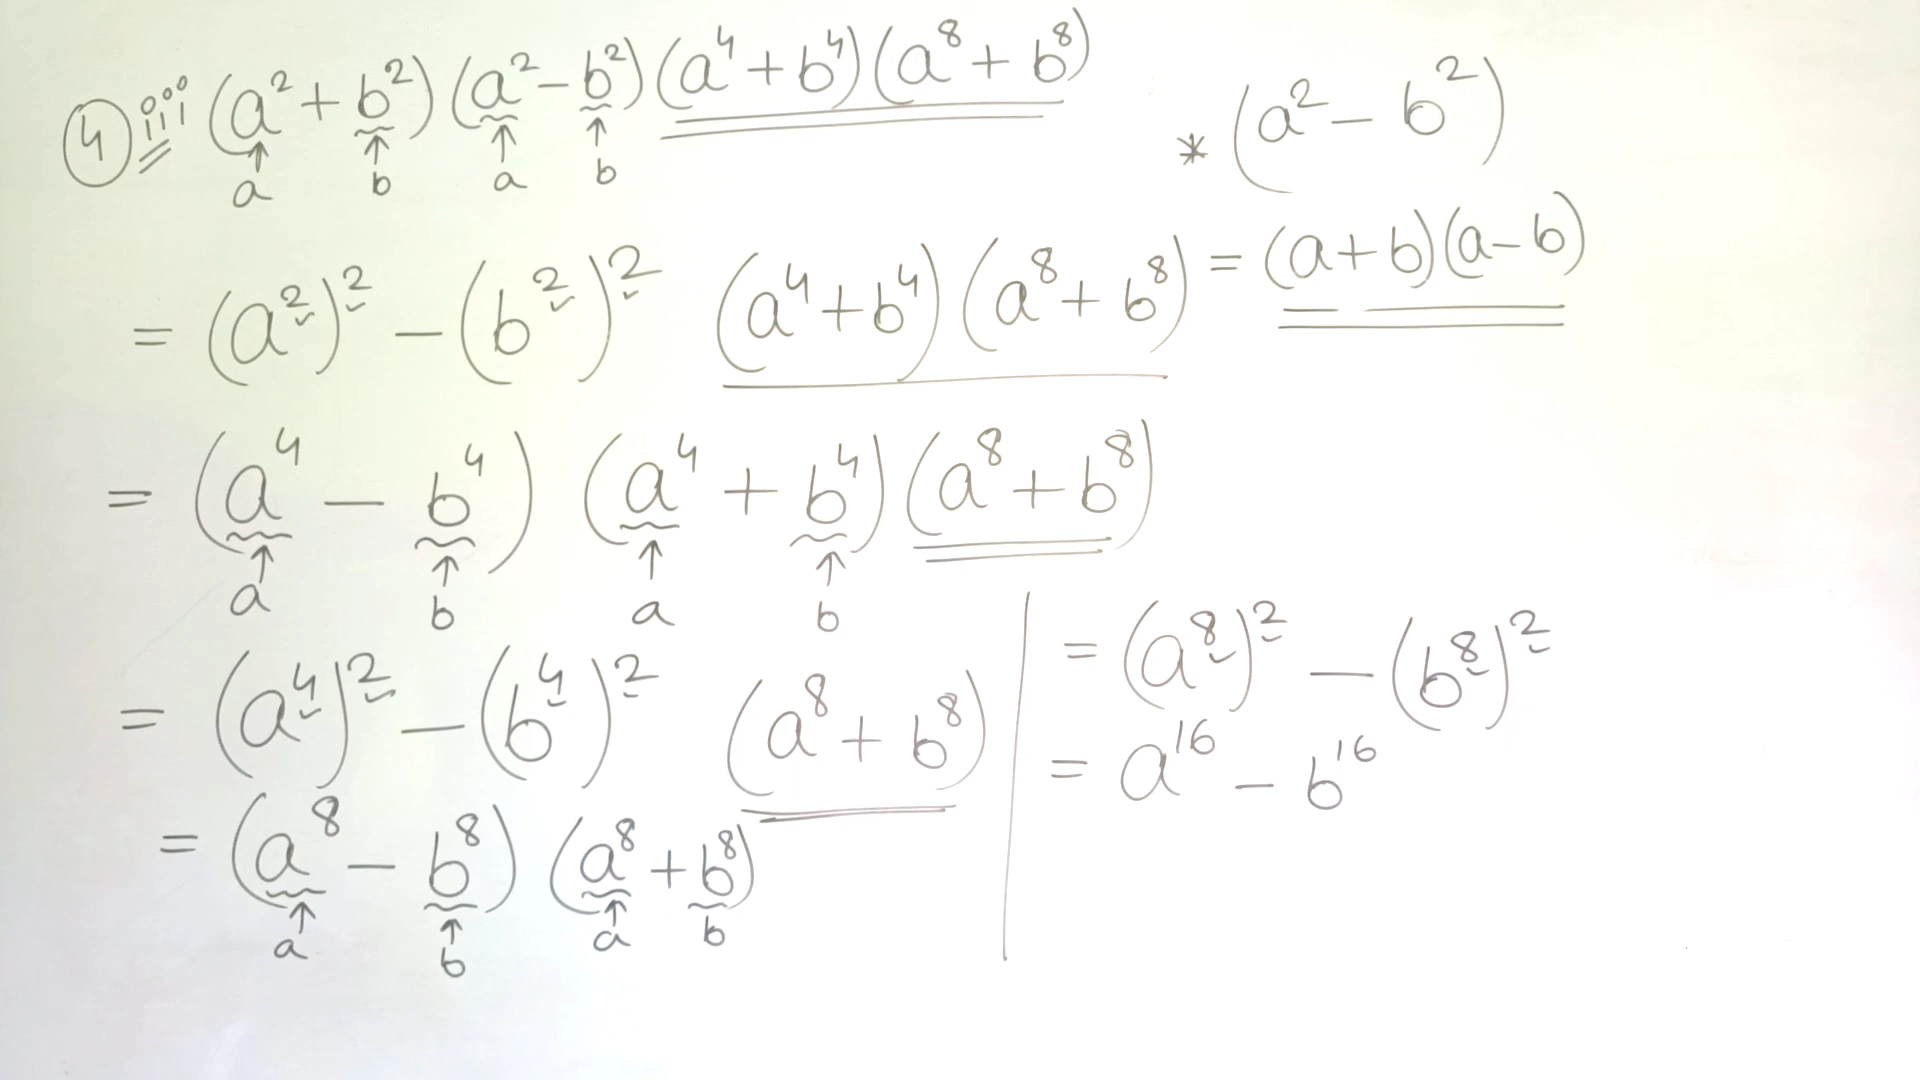 ④ iii (a² + b²) (a² − b²) (a⁴ + b⁴) (a⁸ + b⁸)
↑ ↑ ↑ ↑
a b a b
* (a² − b²)
= (a + b) (a − b)
= (a²)² − (b²)² (a⁴ + b⁴) (a⁸ + b⁸)
= (a⁴ − b⁴) (a⁴ + b⁴) (a⁸ + b⁸)
↑ ↑ ↑ ↑
a b a b
= (a⁴)² − (b⁴)² (a⁸ + b⁸)
= (a⁸ − b⁸) (a⁸ + b⁸)
↑ ↑ ↑
a b a b
= (a⁸)² − (b⁸)²
= a¹⁶ − b¹⁶